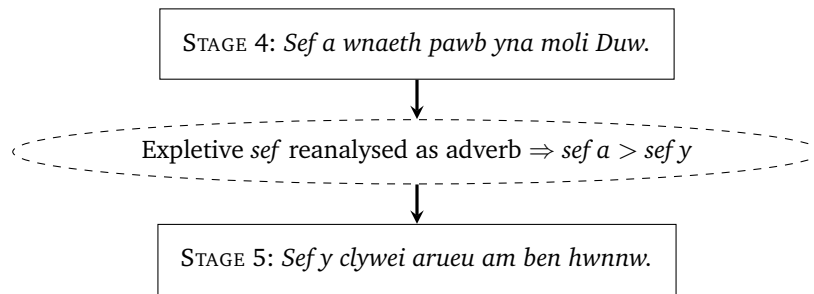 STAGE 4: Sef a wnaeth pawb yna moli Duw.
Expletive sef reanalysed as adverb ⇒ sef a > sef y
STAGE 5: Sef y clywei arueu am ben hwnnw.